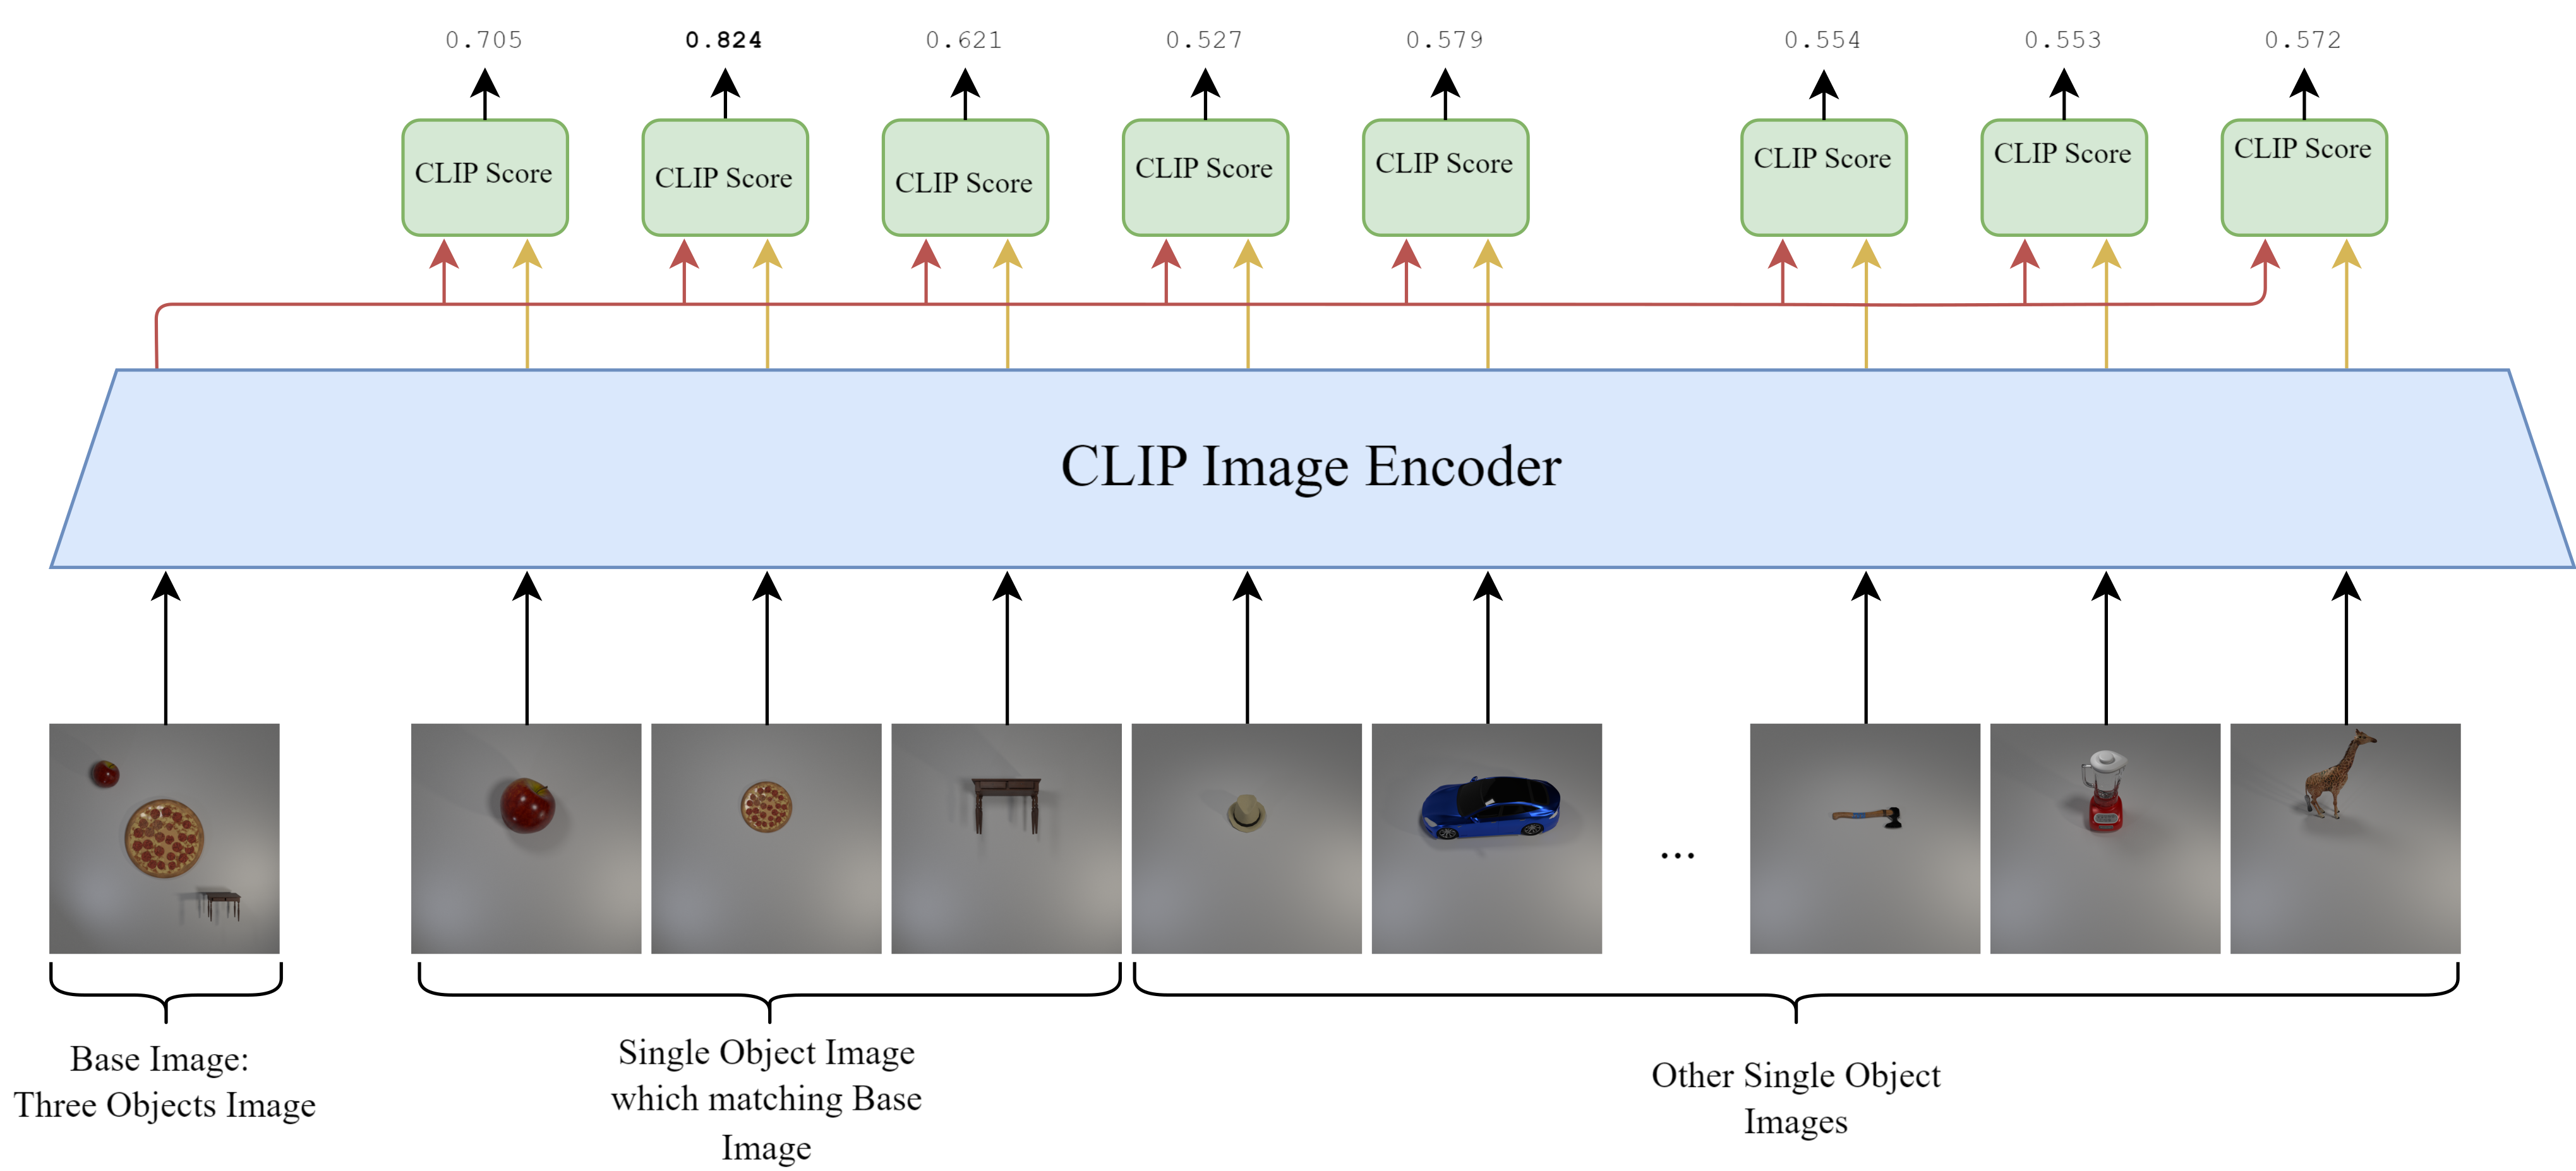 0.705 0.824 0.621 0.527 0.579 0.554 0.553 0.572
CLIP Score CLIP Score CLIP Score CLIP Score CLIP Score CLIP Score CLIP Score CLIP Score
CLIP Image Encoder
...
Base Image:
Three Objects Image
Single Object Image
which matching Base
Image
Other Single Object
Images